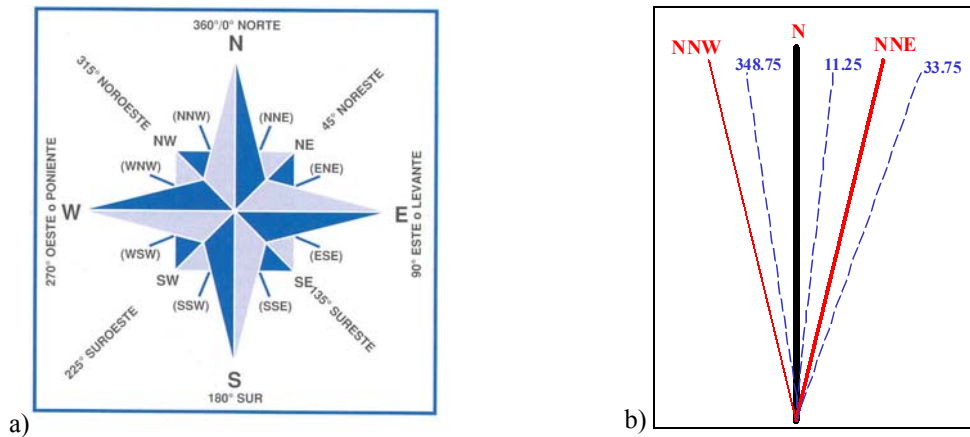 360°/0° NORTE
N
315° NOROESTE
45° NORESTE
(NNW)
(NNE)
NW
NE
(WNW)
(ENE)
270° OESTE o PONIENTE
W
E
90° ESTE o LEVANTE
(WSW)
(ESE)
SW
SE
(SSW)
(SSE)
225° SUROESTE
135° SURESTE
S
180° SUR
a)
N
NNW
NNE
348.75
11.25
33.75
b)